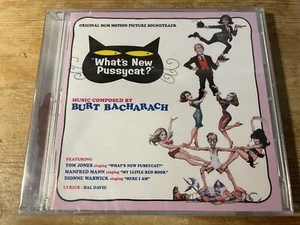 ORIGINAL MGM MOTION PICTURE SOUNDTRACK
"What's New
Pussycat?"
MUSIC COMPOSED BY
BURT BACHARACH
FEATURING
TOM JONES singing "WHAT'S NEW PUSSYCAT?"
MANFRED MANN singing "MY LITTLE RED BOOK"
DIONNE WARWICK singing "HERE I AM"
LYRICS - HAL DAVID